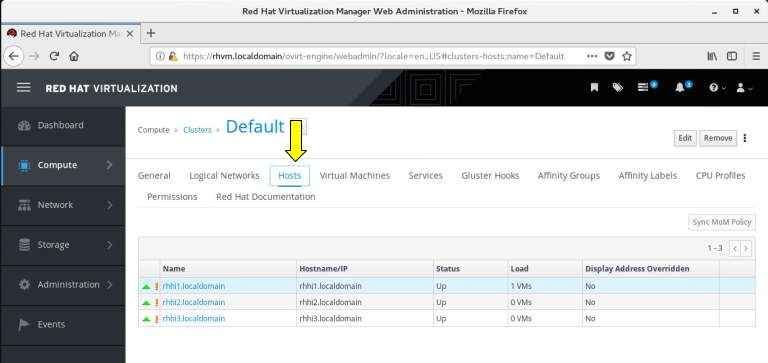 Red Hat Virtualization Manager Web Administration - Mozilla Firefox
Red Hat Virtualization Ma
https://rhvm.localdomain/ovirt-engine/webadmin/?locale=en_US#clusters-hosts;name=Default
RED HAT VIRTUALIZATION
Dashboard
Compute
Network
Storage
Administration
Events
Compute » Clusters » Default
Edit Remove
General Logical Networks Hosts Virtual Machines Services Gluster Hooks Affinity Groups Affinity Labels CPU Profiles
Permissions Red Hat Documentation
Sync MoM Policy
1 - 3
Name Hostname/IP Status Load Display Address Overridden
rhhi1.localdomain rhhi1.localdomain Up 1 VMs No
rhhi2.localdomain rhhi2.localdomain Up 0 VMs No
rhhi3.localdomain rhhi3.localdomain Up 0 VMs No